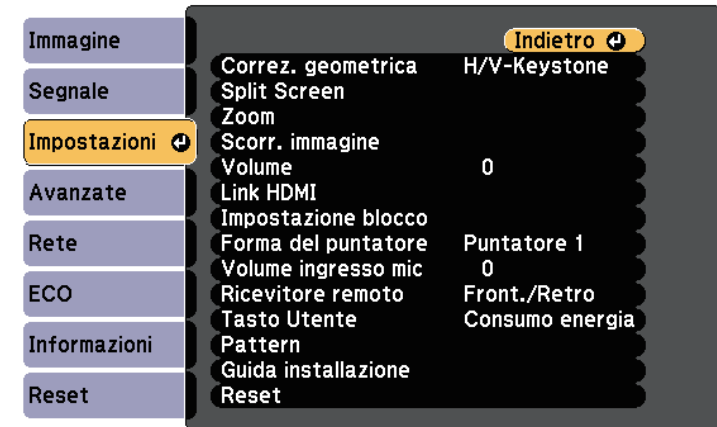 Immagine
Segnale
Impostazioni
Avanzate
Rete
ECO
Informazioni
Reset
Indietro
Correz. geometrica H/V-Keystone
Split Screen
Zoom
Scorr. immagine
Volume 0
Link HDMI
Impostazione blocco
Forma del puntatore Puntatore 1
Volume ingresso mic 0
Ricevitore remoto Front./Retro
Tasto Utente Consumo energia
Pattern
Guida installazione
Reset